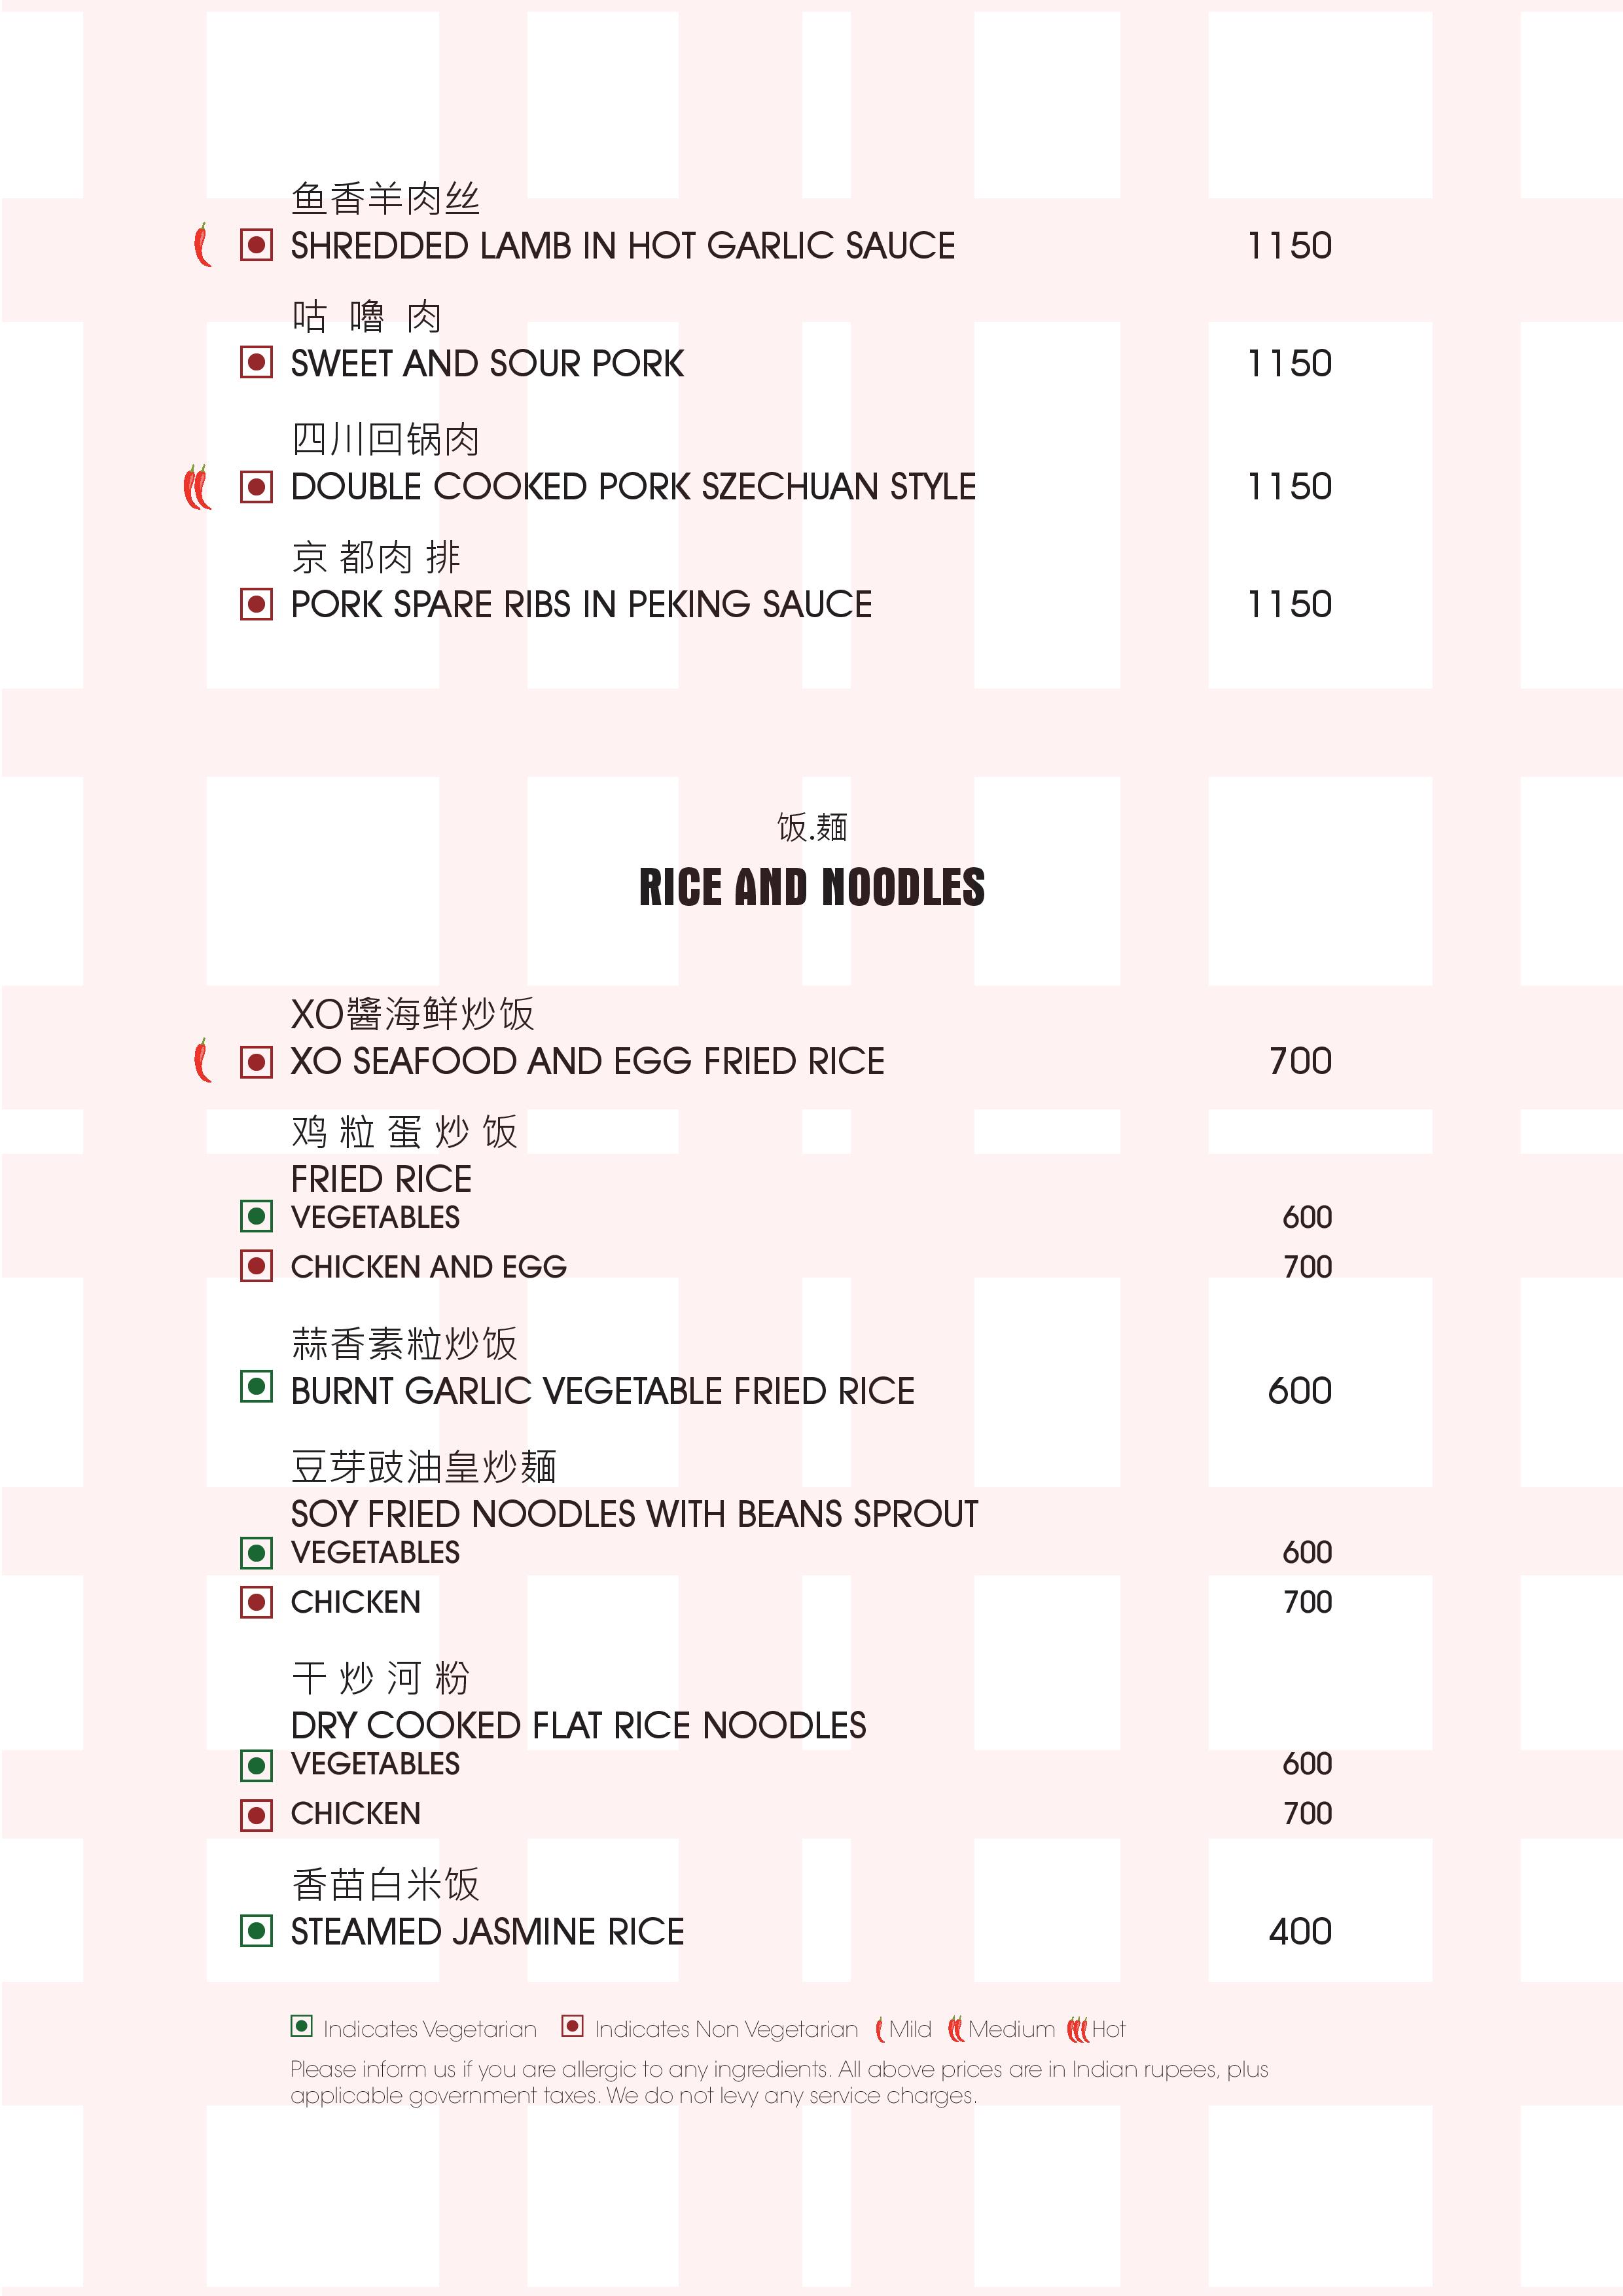 鱼香羊肉丝
SHREDDED LAMB IN HOT GARLIC SAUCE 1150
咕 噜 肉
SWEET AND SOUR PORK 1150
四川回锅肉
DOUBLE COOKED PORK SZECHUAN STYLE 1150
京 都肉 排
PORK SPARE RIBS IN PEKING SAUCE 1150
饭.麺
RICE AND NOODLES
XO醬海鲜炒饭
XO SEAFOOD AND EGG FRIED RICE 700
鸡 粒 蛋 炒 饭
FRIED RICE
VEGETABLES 600
CHICKEN AND EGG 700
蒜香素粒炒饭
BURNT GARLIC VEGETABLE FRIED RICE 600
豆芽豉油皇炒麺
SOY FRIED NOODLES WITH BEANS SPROUT
VEGETABLES 600
CHICKEN 700
干 炒 河 粉
DRY COOKED FLAT RICE NOODLES
VEGETABLES 600
CHICKEN 700
香苗白米饭
STEAMED JASMINE RICE 400
Indicates Vegetarian Indicates Non Vegetarian Mild Medium Hot
Please inform us if you are allergic to any ingredients. All above prices are in Indian rupees, plus
applicable government taxes. We do not levy any service charges.